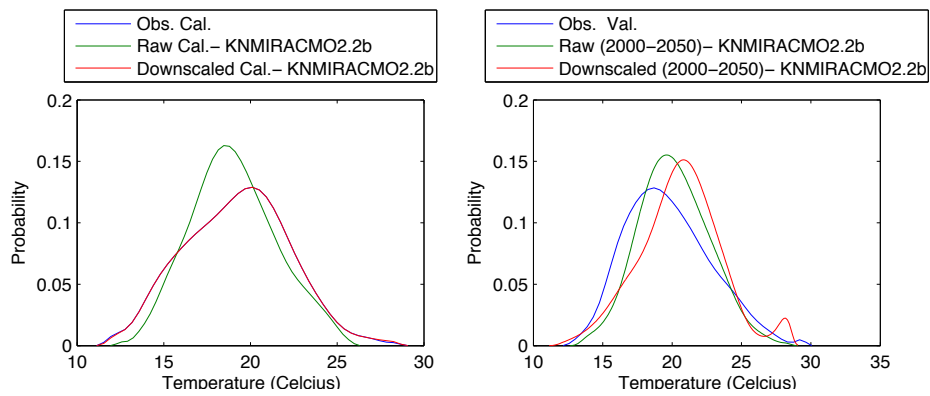 Obs. Cal.
Raw Cal.− KNMIRACMO2.2b
Downscaled Cal.− KNMIRACMO2.2b
0.2
0.15
0.1
0.05
0
10 15 20 25 30
Probability
Temperature (Celcius)
Obs. Val.
Raw (2000−2050)− KNMIRACMO2.2b
Downscaled (2000−2050)− KNMIRACMO2.2b
0.2
0.15
0.1
0.05
0
10 15 20 25 30 35
Probability
Temperature (Celcius)